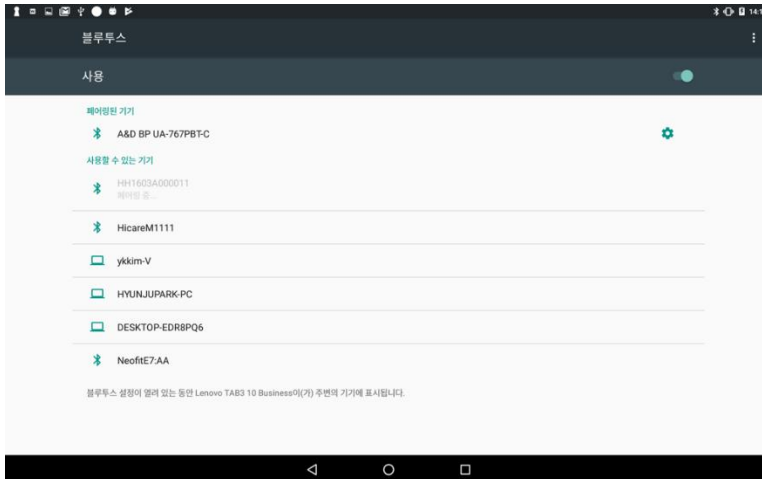 블루투스
사용
페어링된 기기
A&D BP UA-767PBT-C
사용할 수 있는 기기
HH1603A000011
페어링 중...
HicareM1111
ykkim-V
HYUNJUPARK-PC
DESKTOP-EDR8PQ6
NeofitE7:AA
블루투스 설정이 열려 있는 동안 Lenovo TAB3 10 Business이(가) 주변의 기기에 표시됩니다.